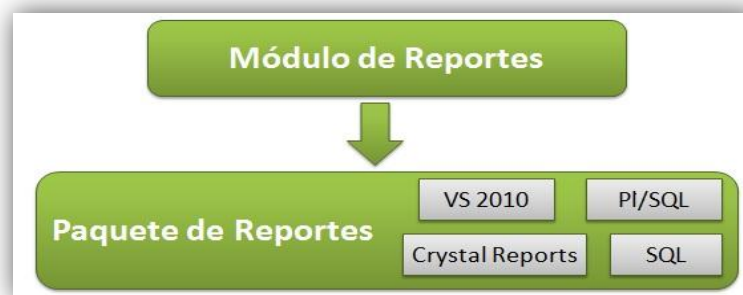 Módulo de Reportes
VS 2010
Pl/SQL
Paquete de Reportes
Crystal Reports
SQL